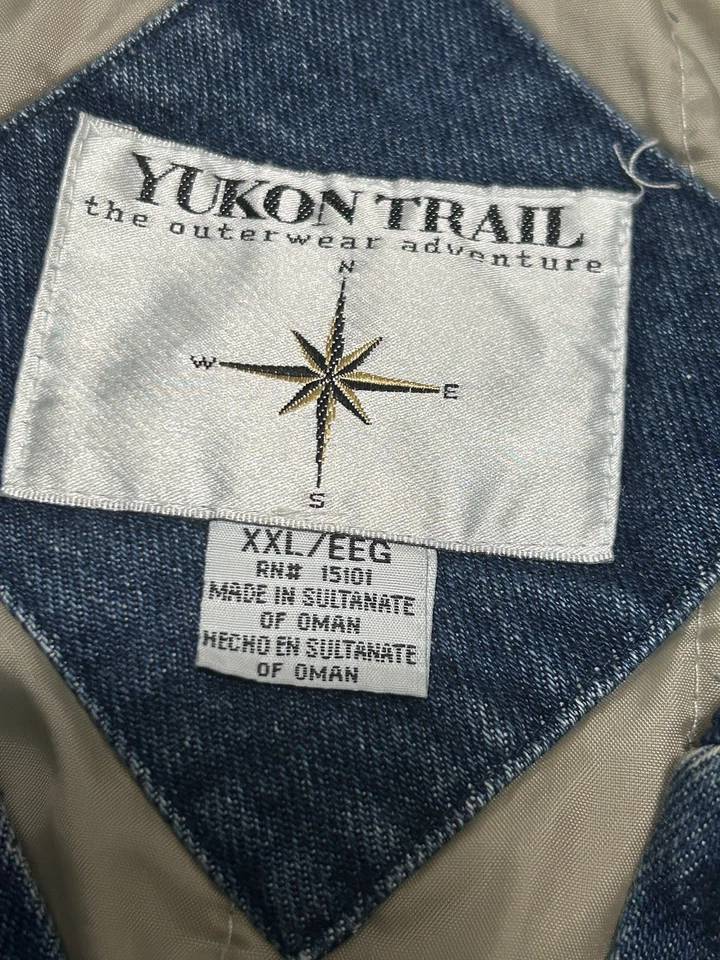 YUKON TRAIL
the outerwear adventure
N
W
E
S
XXL/EEG
RN# 15101
MADE IN SULTANATE
OF OMAN
HECHO EN SULTANATE
OF OMAN